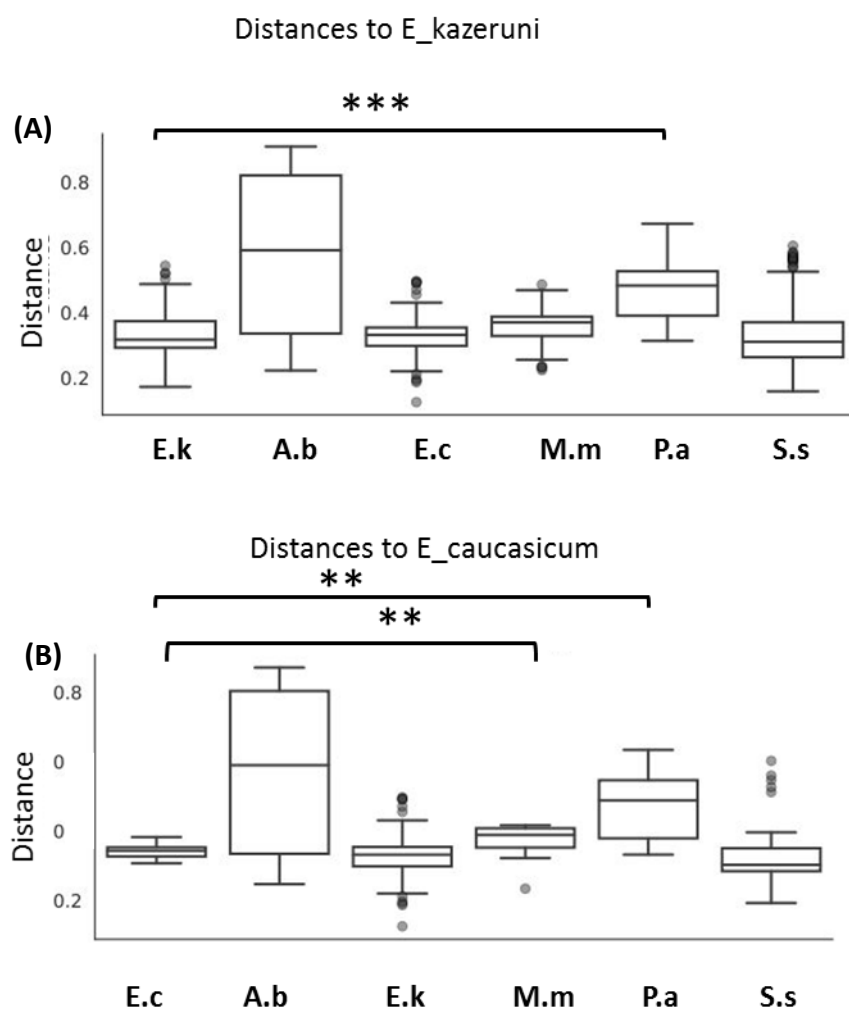 Distances to E_kazeruni
***
(A)
0.8
0.6
0.4
0.2
Distance
E.k A.b E.c M.m P.a S.s
Distances to E_caucasicum
**
**
(B)
0.8
0
0
0.2
Distance
E.c A.b E.k M.m P.a S.s